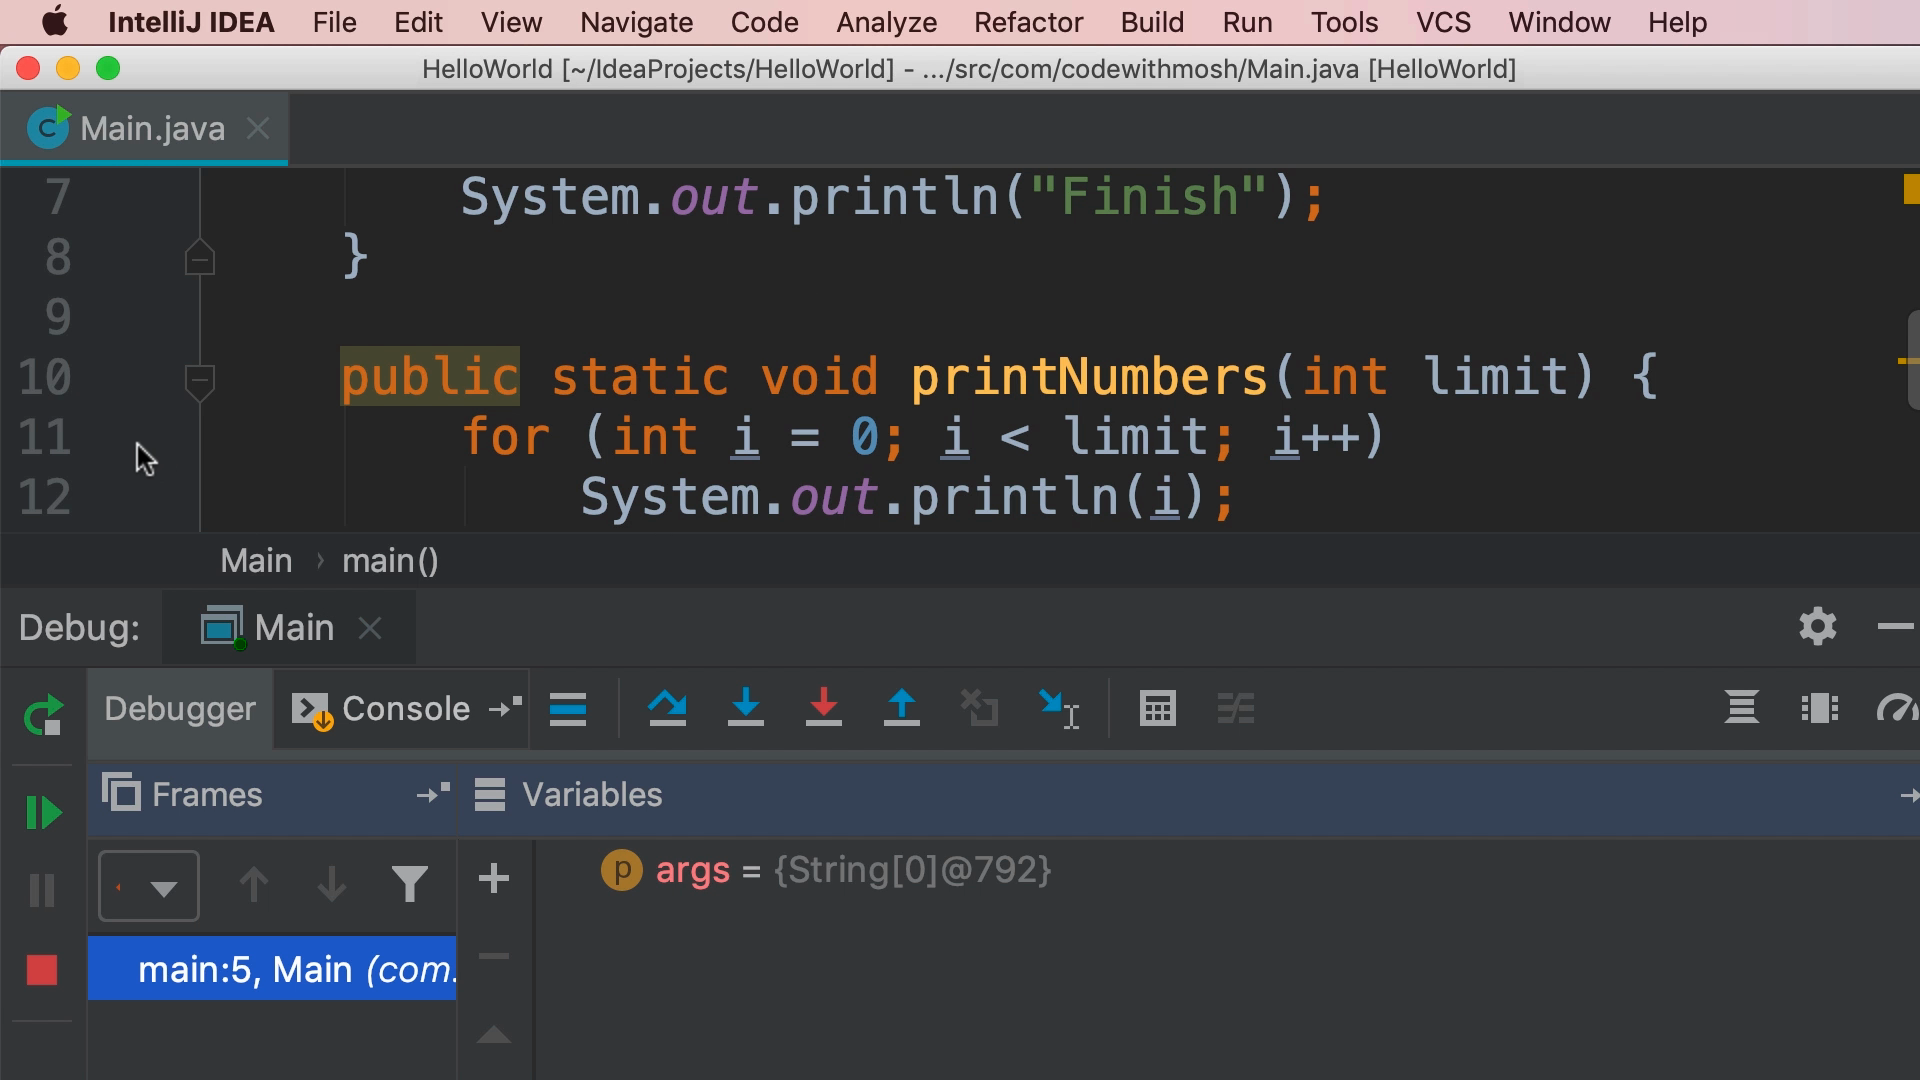 IntelliJ IDEA File Edit View Navigate Code Analyze Refactor Build Run Tools VCS Window Help
HelloWorld [~/IdeaProjects/HelloWorld] - .../src/com/codewithmosh/Main.java [HelloWorld]
Main.java
7 System.out.println("Finish");
8 }
9
10 public static void printNumbers(int limit) {
11 for (int i = 0; i < limit; i++)
12 System.out.println(i);
Main › main()
Debug: Main
Debugger Console
Frames Variables
args = {String[0]@792}
main:5, Main (com.